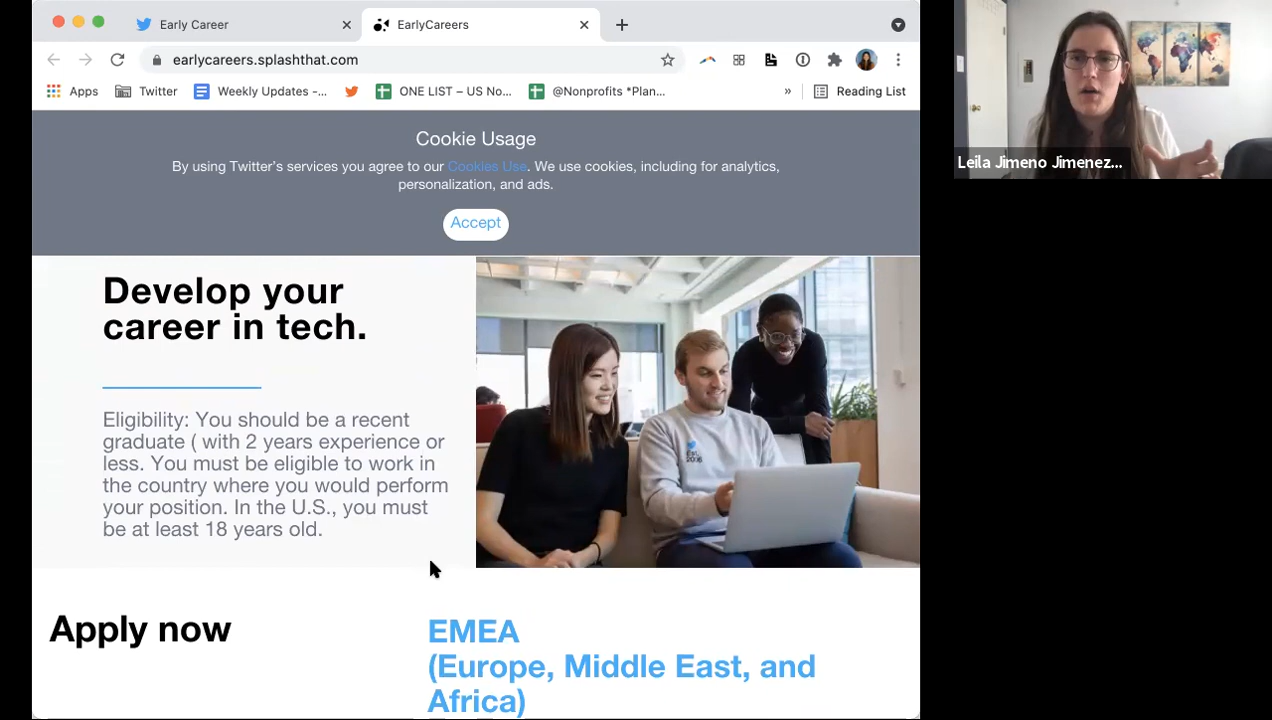 Early Career
EarlyCareers
earlycareers.splashthat.com
Apps
Twitter
Weekly Updates -...
ONE LIST – US No...
@Nonprofits *Plan...
»
Reading List
Cookie Usage
By using Twitter's services you agree to our Cookies Use. We use cookies, including for analytics,
personalization, and ads.
Accept
Develop your
career in tech.
Eligibility: You should be a recent
graduate ( with 2 years experience or
less. You must be eligible to work in
the country where you would perform
your position. In the U.S., you must
be at least 18 years old.
Est.
2006
Apply now
EMEA
(Europe, Middle East, and
Africa)
Leila Jimeno Jimenez...